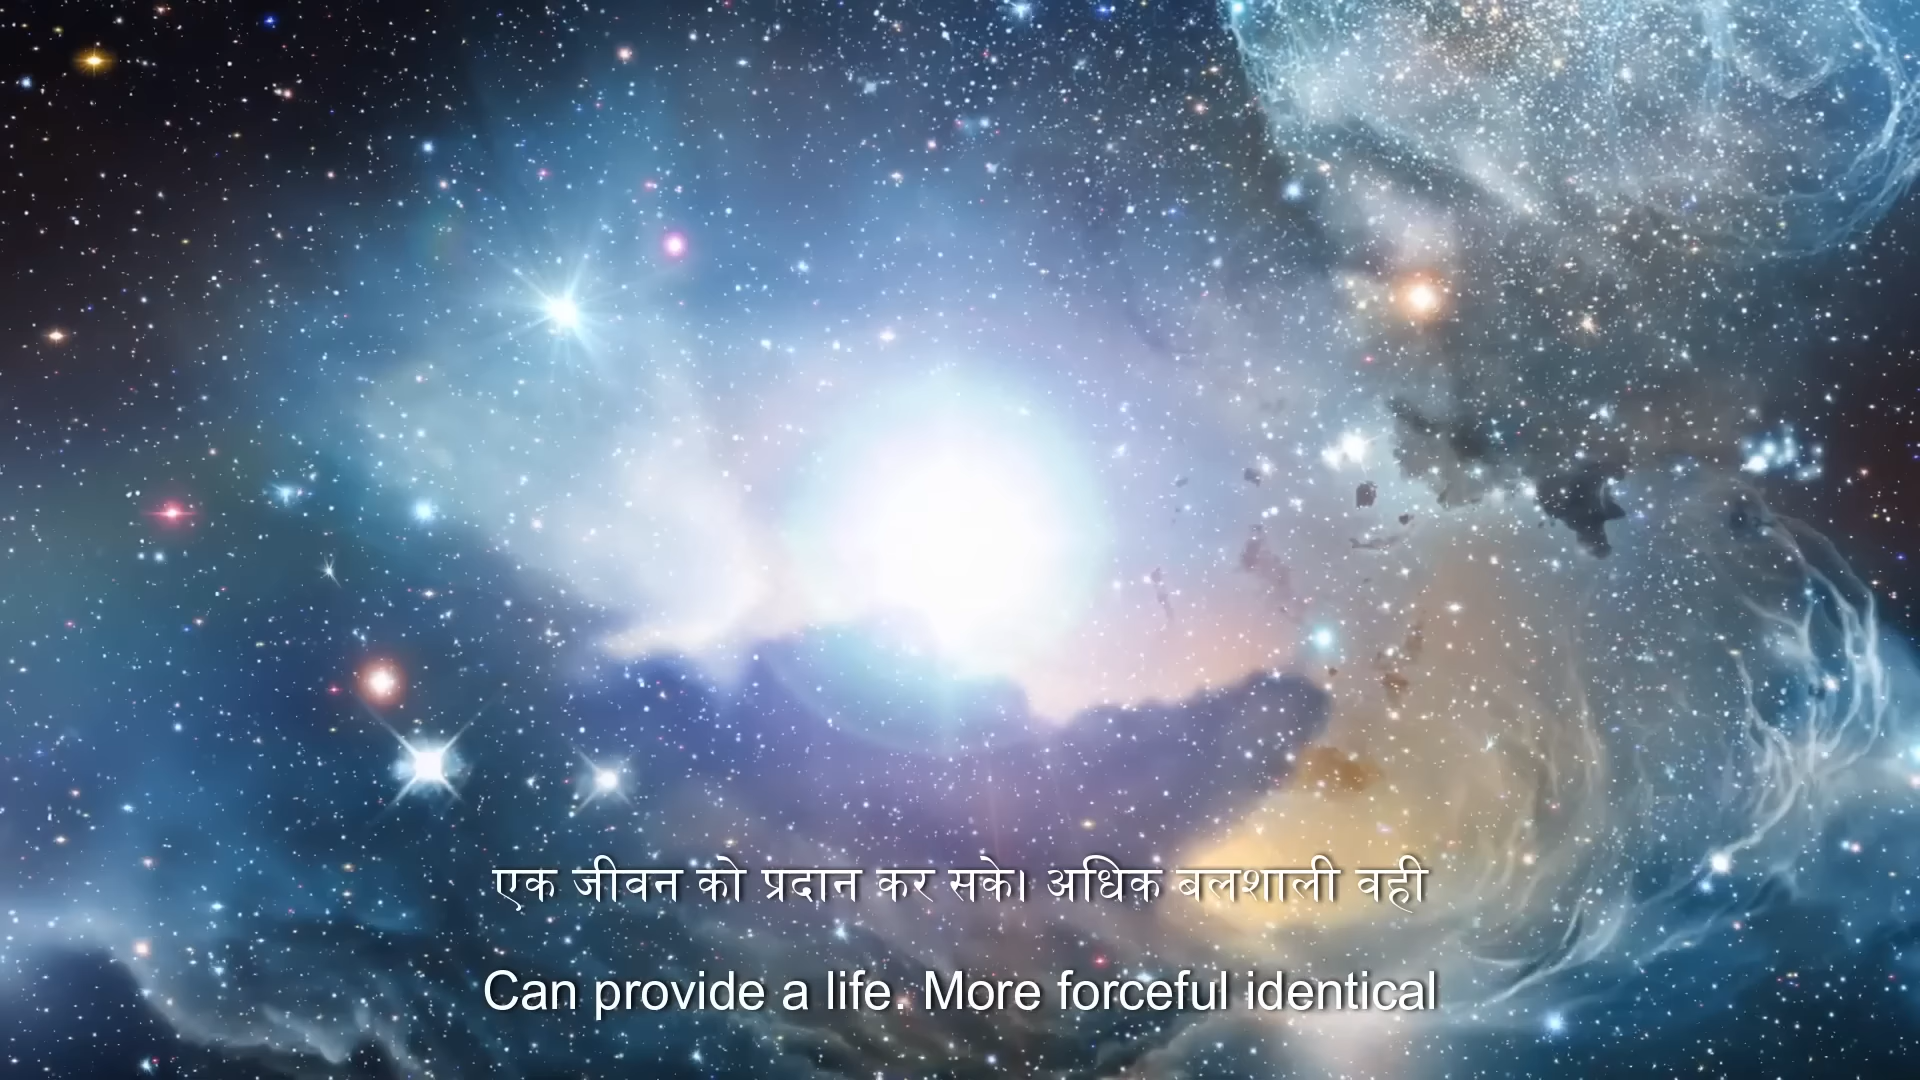 एक जीवन को प्रदान कर सके। अधिक बलशाली वही
Can provide a life. More forceful identical